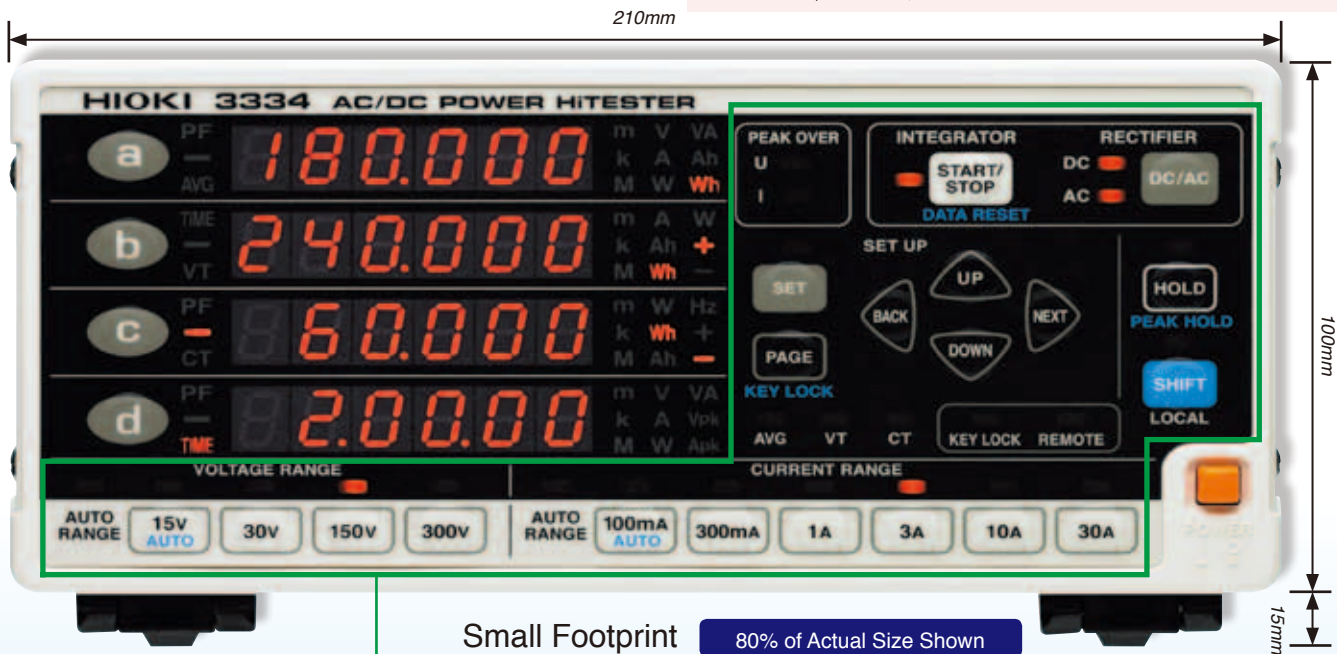 210mm
HIOKI 3334 AC/DC POWER HiTESTER
a PF AVG 180.000 m V VA k A Ah M W Wh
b TIME VT 240.000 m A W k Ah + M Wh –
c PF – CT 60.000 m W Hz k Wh + M Ah –
d PF – TIME 2.00.00 m V VA k A Vpk M W Apk
PEAK OVER
U
I
INTEGRATOR
START/
STOP
DATA RESET
RECTIFIER
DC
AC
DC/AC
SET UP
SET
UP
BACK
NEXT
DOWN
HOLD
PEAK HOLD
PAGE
KEY LOCK
SHIFT
LOCAL
AVG VT CT KEY LOCK REMOTE
VOLTAGE RANGE
CURRENT RANGE
AUTO
RANGE
15V
AUTO
30V
150V
300V
AUTO
RANGE
100mA
AUTO
300mA
1A
3A
10A
30A
POWER
100mm
15mm
Small Footprint
80% of Actual Size Shown